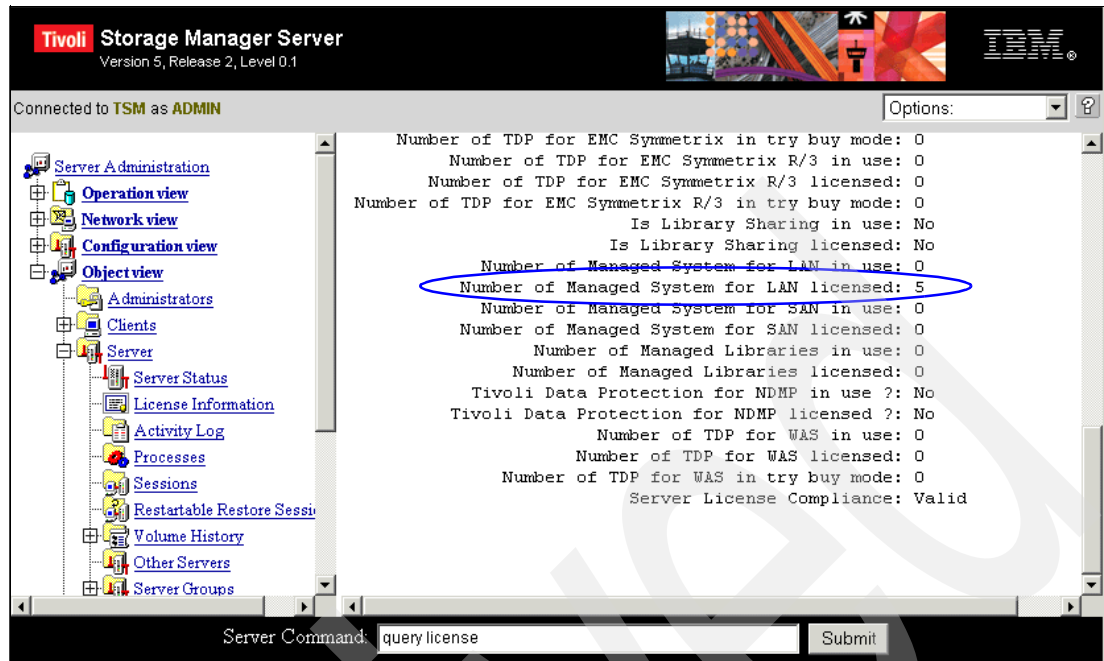 Tivoli Storage Manager Server
Version 5, Release 2, Level 0.1
IBM®
Connected to TSM as ADMIN
Options:
?
Server Administration
Operation view
Network view
Configuration view
Object view
Administrators
Clients
Server
Server Status
License Information
Activity Log
Processes
Sessions
Restartable Restore Sessi
Volume History
Other Servers
Server Groups
Number of TDP for EMC Symmetrix in try buy mode: 0
Number of TDP for EMC Symmetrix R/3 in use: 0
Number of TDP for EMC Symmetrix R/3 licensed: 0
Number of TDP for EMC Symmetrix R/3 in try buy mode: 0
Is Library Sharing in use: No
Is Library Sharing licensed: No
Number of Managed System for LAN in use: 0
Number of Managed System for LAN licensed: 5
Number of Managed System for SAN in use: 0
Number of Managed System for SAN licensed: 0
Number of Managed Libraries in use: 0
Number of Managed Libraries licensed: 0
Tivoli Data Protection for NDMP in use ?: No
Tivoli Data Protection for NDMP licensed ?: No
Number of TDP for WAS in use: 0
Number of TDP for WAS licensed: 0
Number of TDP for WAS in try buy mode: 0
Server License Compliance: Valid
Server Command: query license Submit